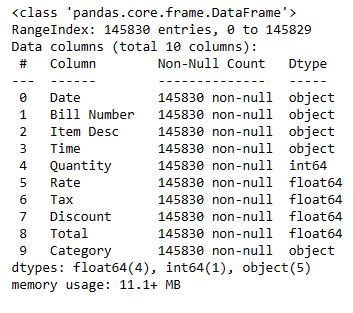 <class 'pandas.core.frame.DataFrame'>
RangeIndex: 145830 entries, 0 to 145829
Data columns (total 10 columns):
 #   Column       Non-Null Count   Dtype
---  ------       --------------   -----
 0   Date         145830 non-null  object
 1   Bill Number  145830 non-null  object
 2   Item Desc    145830 non-null  object
 3   Time         145830 non-null  object
 4   Quantity     145830 non-null  int64
 5   Rate         145830 non-null  float64
 6   Tax          145830 non-null  float64
 7   Discount     145830 non-null  float64
 8   Total        145830 non-null  float64
 9   Category     145830 non-null  object
dtypes: float64(4), int64(1), object(5)
memory usage: 11.1+ MB